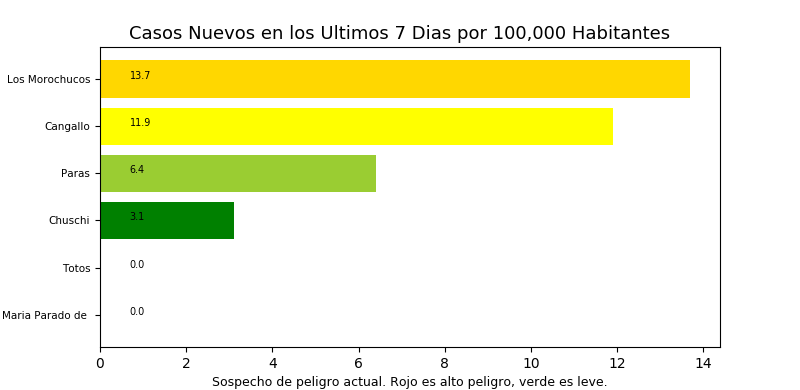 Casos Nuevos en los Ultimos 7 Dias por 100,000 Habitantes
Los Morochucos 13.7
Cangallo 11.9
Paras 6.4
Chuschi 3.1
Totos 0.0
Maria Parado de 0.0
0 2 4 6 8 10 12 14
Sospecho de peligro actual. Rojo es alto peligro, verde es leve.